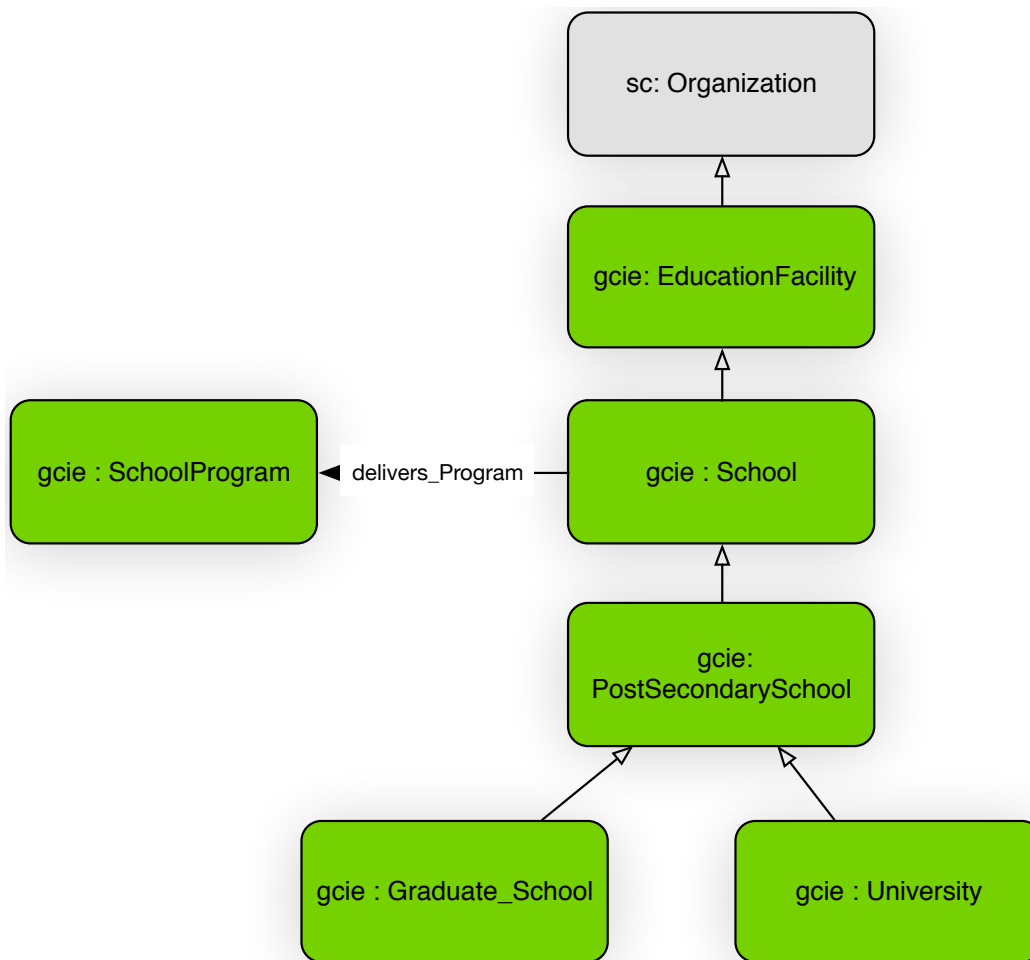 sc: Organization
gcie: EducationFacility
gcie : SchoolProgram
delivers_Program
gcie : School
gcie:
PostSecondarySchool
gcie : Graduate_School
gcie : University